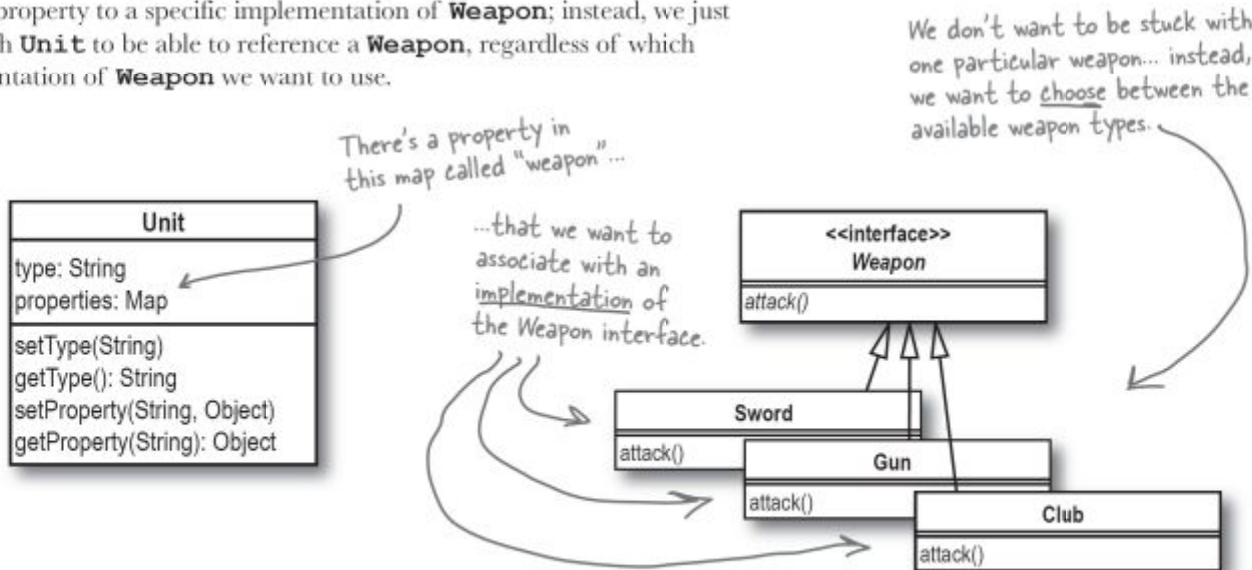 property to a specific implementation of Weapon; instead, we just
Unit to be able to reference a Weapon, regardless of which
of Weapon we want to use.
We don't want to be stuck with
one particular weapon... instead,
we want to choose between the
available weapon types.
There's a property in
this map called "weapon"...
...that we want to
associate with an
implementation of
the Weapon interface.
Unit
type: String
properties: Map
setType(String)
getType(): String
setProperty(String, Object)
getProperty(String): Object
<<interface>>
Weapon
attack()
Sword
attack()
Gun
attack()
Club
attack()